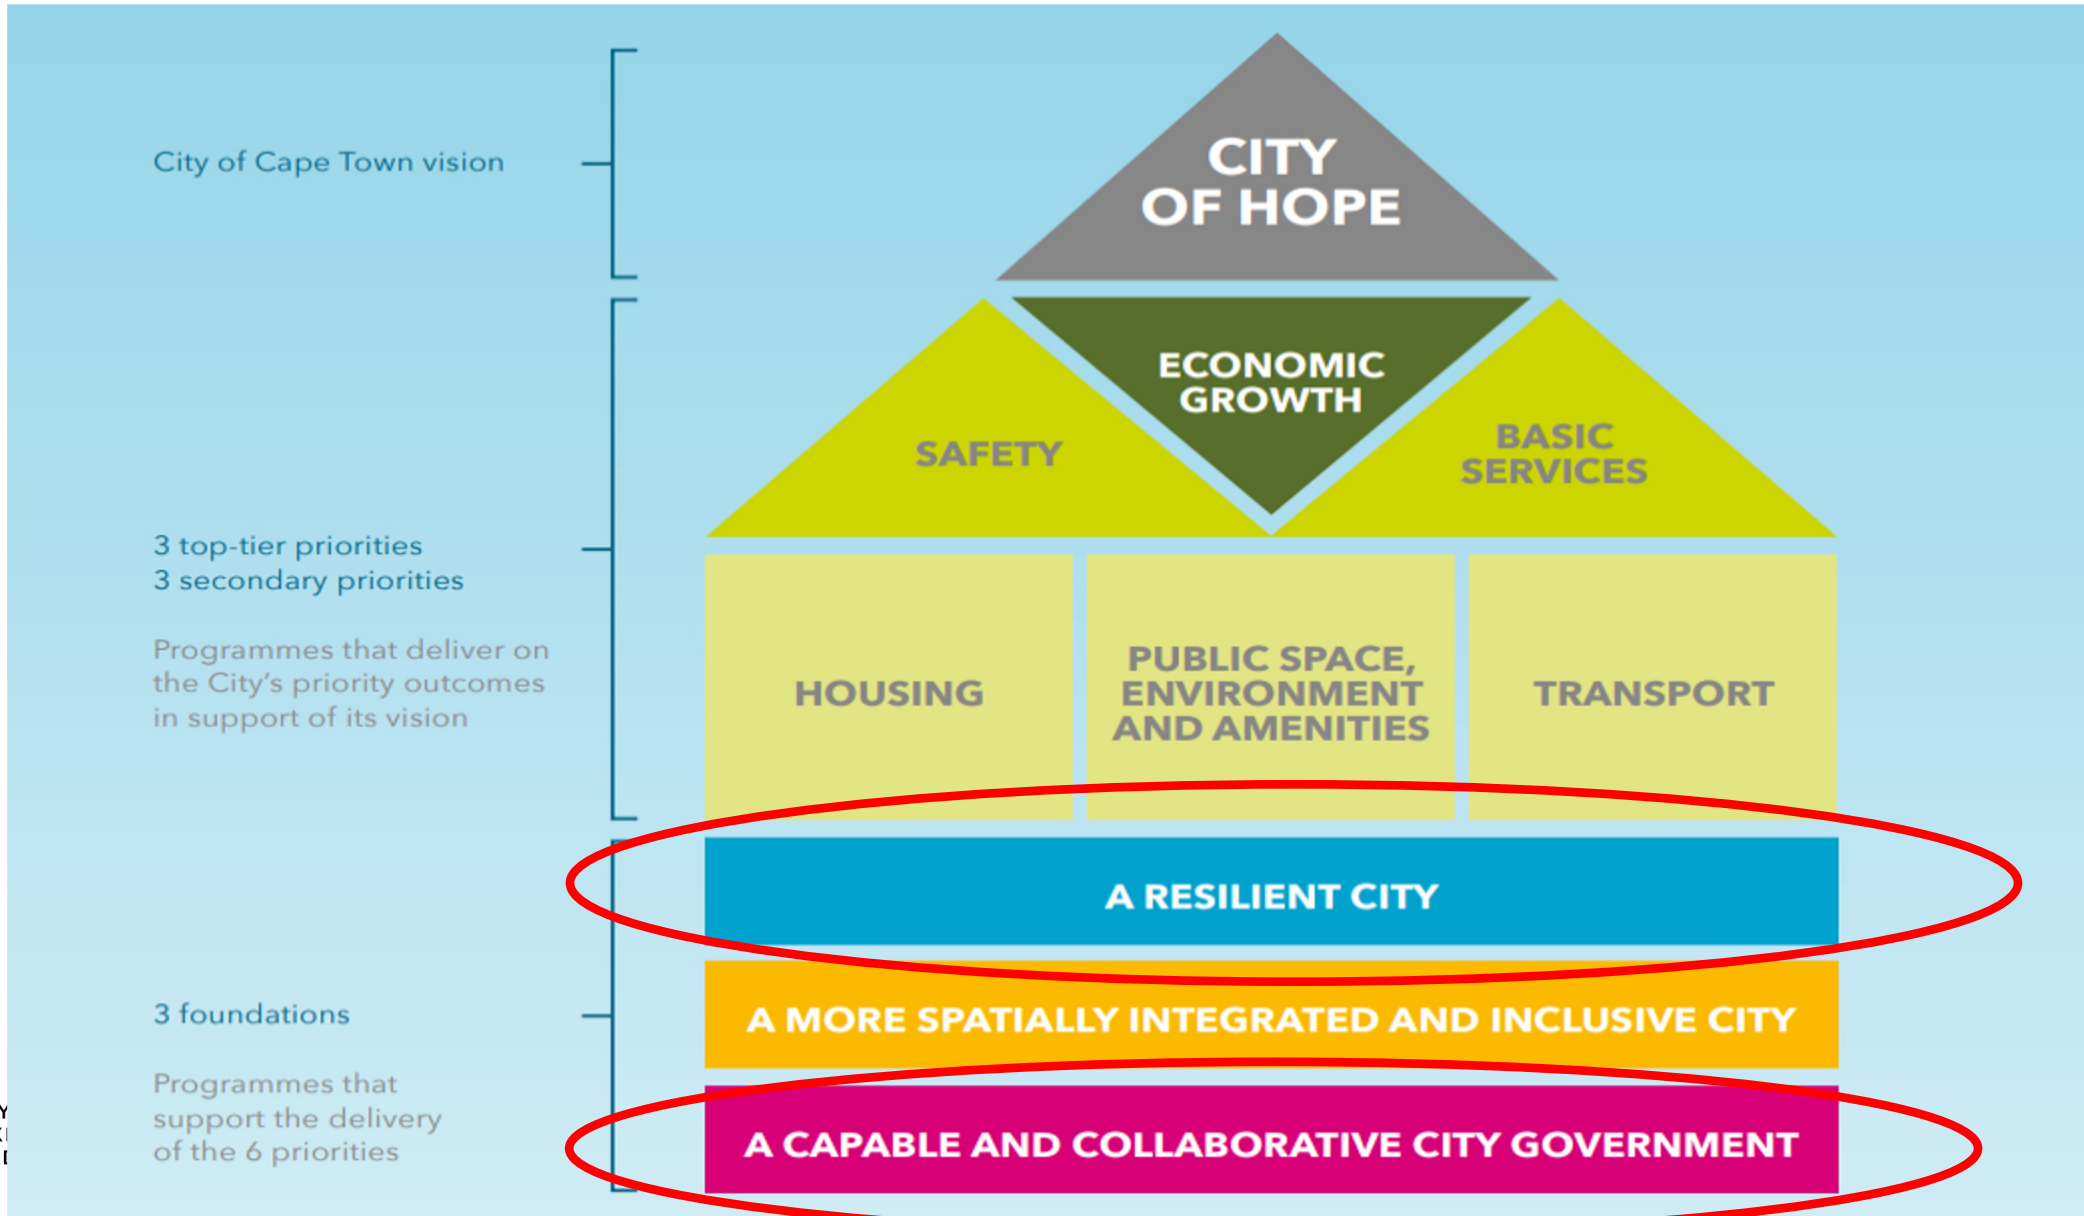 City of Cape Town vision
CITY
OF HOPE
ECONOMIC
GROWTH
SAFETY
BASIC
SERVICES
3 top-tier priorities
3 secondary priorities
Programmes that deliver on
the City's priority outcomes
in support of its vision
HOUSING
PUBLIC SPACE,
ENVIRONMENT
AND AMENITIES
TRANSPORT
A RESILIENT CITY
3 foundations
A MORE SPATIALLY INTEGRATED AND INCLUSIVE CITY
Programmes that
support the delivery
of the 6 priorities
A CAPABLE AND COLLABORATIVE CITY GOVERNMENT